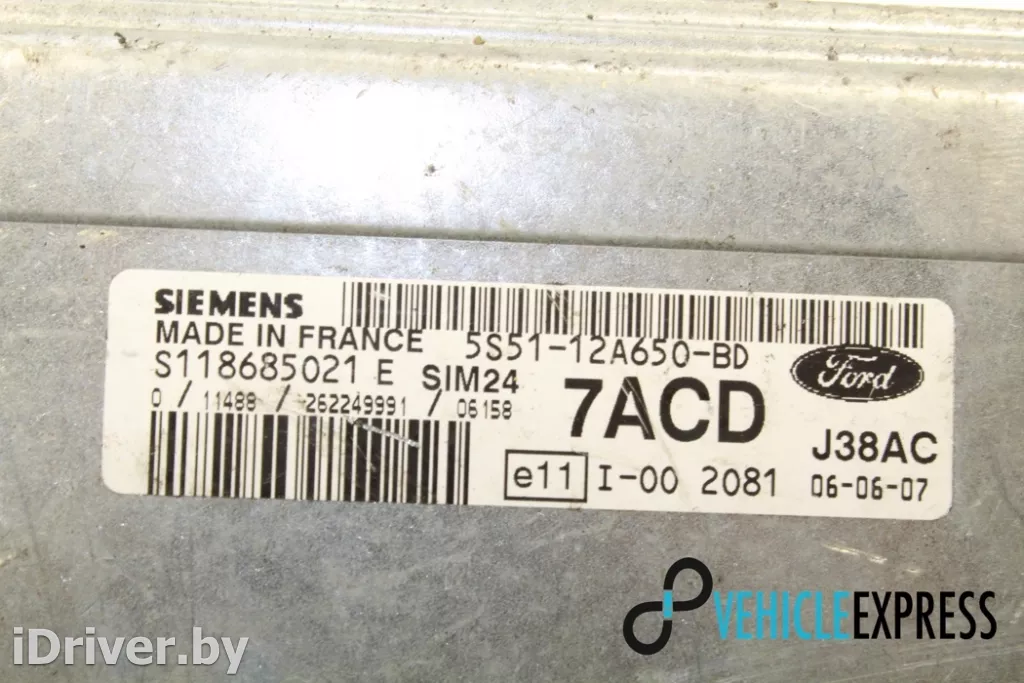 SIEMENS
MADE IN FRANCE 5S51-12A650-BD
S118685021 E SIM24
0 / 11488 / 262249991 / 06158
7ACD
Ford
J38AC
e11 I-00 2081 06-06-07
VEHICLEEXPRESS
iDriver.by